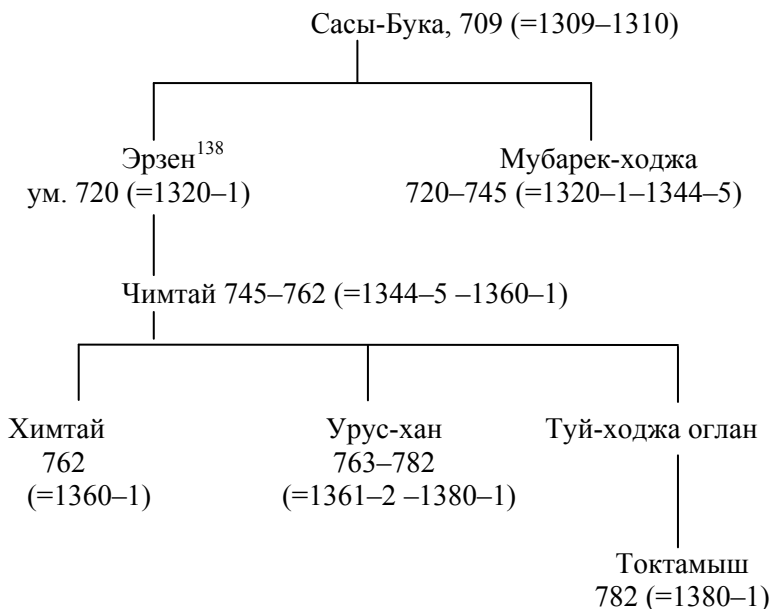 Сасы-Бука, 709 (=1309–1310)
Эрзен138
ум. 720 (=1320–1)
Мубарек-ходжа
720–745 (=1320–1–1344–5)
Чимтай 745–762 (=1344–5 –1360–1)
Химтай
762
(=1360–1)
Урус-хан
763–782
(=1361–2 –1380–1)
Туй-ходжа оглан
Токтамыш
782 (=1380–1)